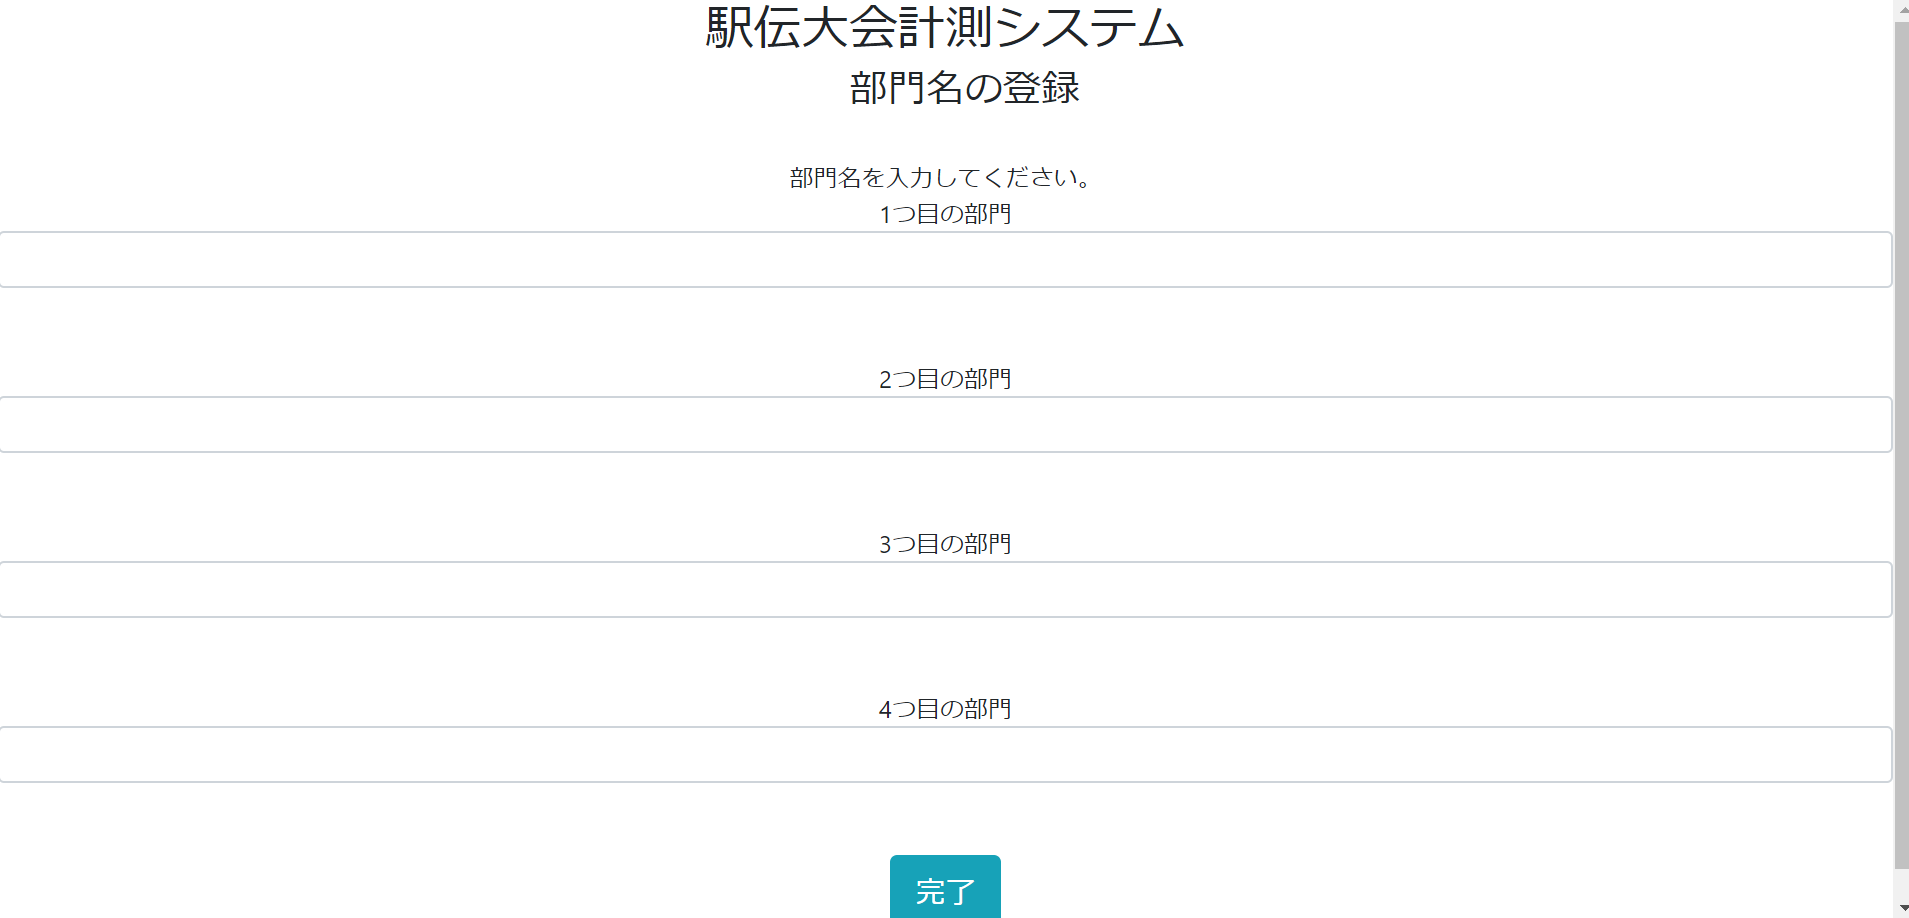 駅伝大会計測システム
部門名の登録
部門名を入力してください。
1つ目の部門
2つ目の部門
3つ目の部門
4つ目の部門
完了